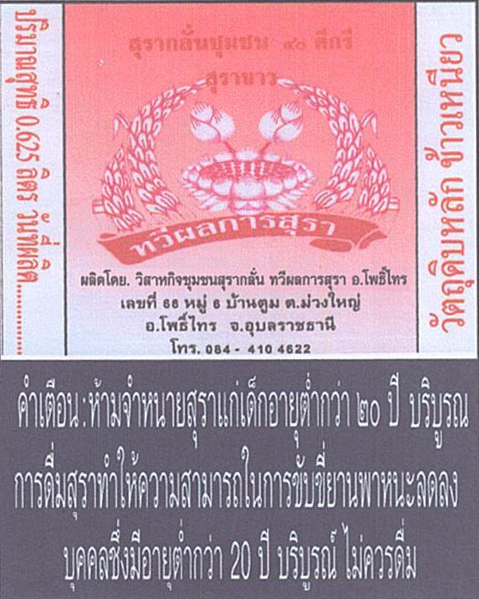 สุรากลั่นชุมชน ๔๐ ดีกรี
สุราขาว
ปริมาณสุทธิ 0.625 ลิตร วันที่ผลิต..............
วัตถุดิบหลัก ข้าวเหนียว
ทวีผลการสุรา
ผลิตโดย. วิสาหกิจชุมชนสุรากลั่น ทวีผลการสุรา อ.โพธิ์ไทร
เลขที่ 66 หมู่ 6 บ้านตูม ต.ม่วงใหญ่
อ.โพธิ์ไทร จ.อุบลราชธานี
โทร. 084 - 410 4622
คำเตือน : ห้ามจำหน่ายสุราแก่เด็กอายุต่ำกว่า ๒๐ ปี บริบูรณ
การดื่มสุราทำให้ความสามารถในการขับขี่ยานพาหนะลดลง
บุคคลซึ่งมีอายุต่ำกว่า 20 ปี บริบูรณ์ ไม่ควรดื่ม